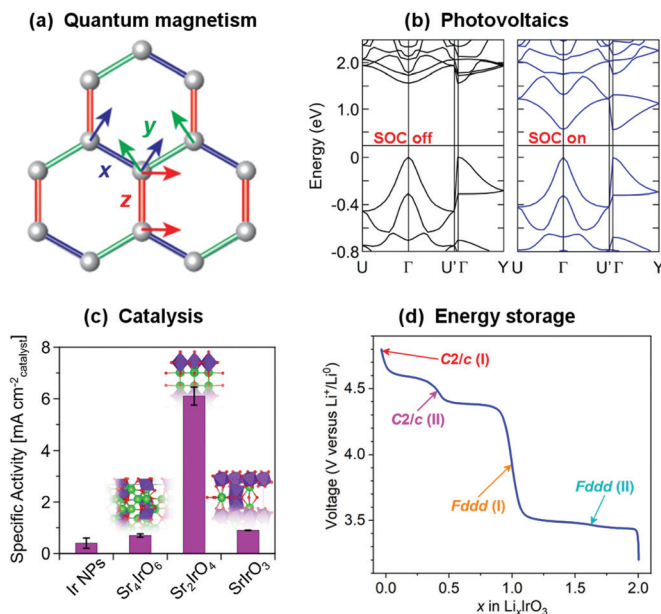 (a) Quantum magnetism
x
y
z
(b) Photovoltaics
Energy (eV)
2.0
1.0
0
-0.4
-0.8
SOC off
SOC on
U Γ U' Γ Y U Γ U' Γ Y
(c) Catalysis
Specific Activity [mA cm⁻²catalyst]
8
6
4
2
0
Ir NPs
Sr₄IrO₆
Sr₂IrO₄
SrIrO₃
(d) Energy storage
Voltage (V versus Li⁺/Li⁰)
4.5
4.0
3.5
C2/c (I)
C2/c (II)
Fddd (I)
Fddd (II)
0.0 0.5 1.0 1.5 2.0
x in LiₓIrO₃